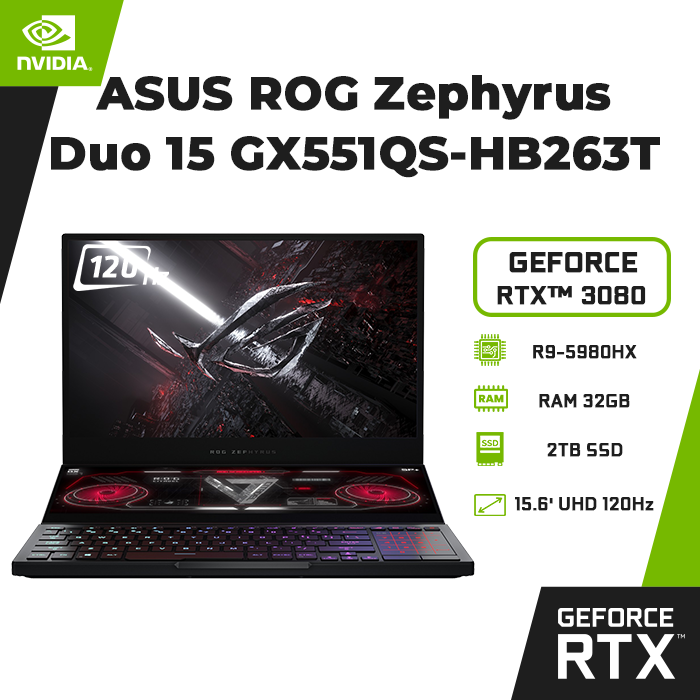 NVIDIA.
ASUS ROG Zephyrus
Duo 15 GX551QS-HB263T
120Hz
GEFORCE
RTX™ 3080
R9-5980HX
RAM
RAM 32GB
SSD
2TB SSD
15.6' UHD 120Hz
ROG ZEPHYRUS
GEFORCE
RTX™